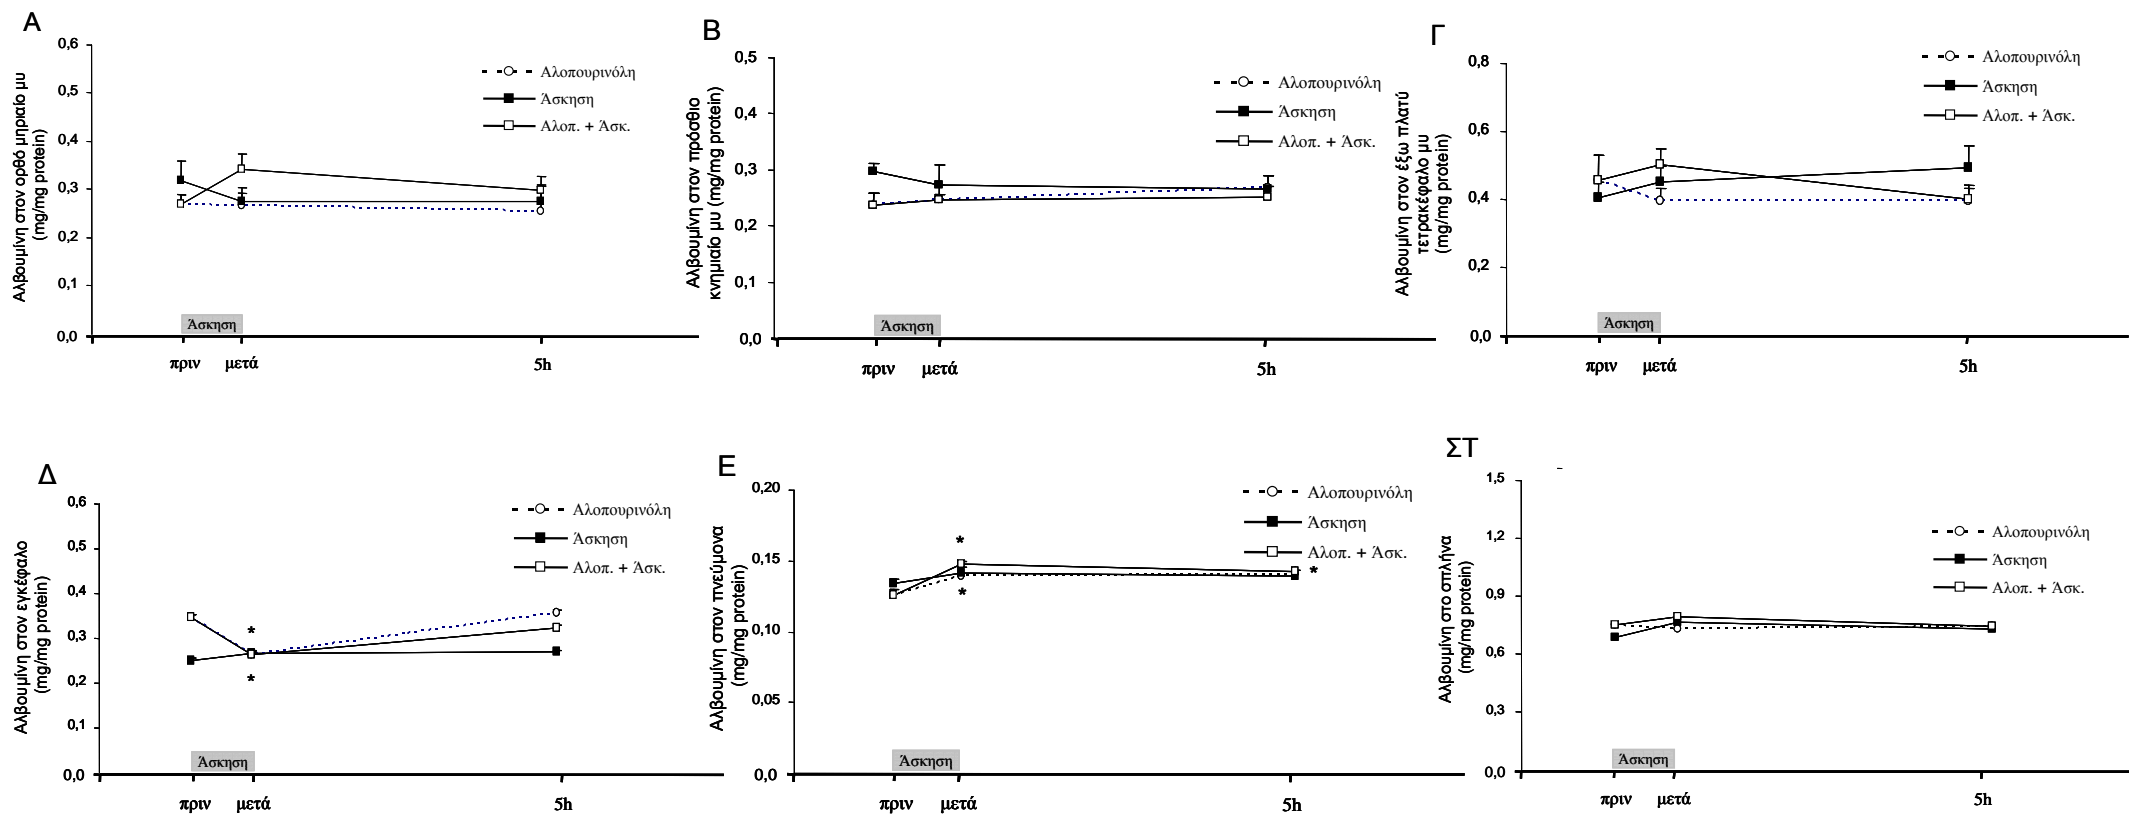 Α
Αλβουμίνη στον ορθό μηριαίο μυ
(mg/mg protein)
0,6
0,5
0,4
0,3
0,2
0,1
0,0
Αλοπουρινόλη
Άσκηση
Αλοπ. + Άσκ.
Άσκηση
πριν
μετά
5h
Β
Αλβουμίνη στον πρόσθιο
κνημιαίο μυ (mg/mg protein)
0,5
0,4
0,3
0,2
0,1
0,0
Αλοπουρινόλη
Άσκηση
Αλοπ. + Άσκ.
Άσκηση
πριν
μετά
5h
Γ
Αλβουμίνη στον έξω πλατύ
τετρακέφαλο μυ
(mg/mg protein)
0,8
0,6
0,4
0,2
0,0
Αλοπουρινόλη
Άσκηση
Αλοπ. + Άσκ.
Άσκηση
πριν
μετά
5h
Δ
Αλβουμίνη στον εγκέφαλο
(mg/mg protein)
0,6
0,5
0,4
0,3
0,2
0,1
0,0
Αλοπουρινόλη
Άσκηση
Αλοπ. + Άσκ.
*
*
Άσκηση
πριν
μετά
5h
Ε
Αλβουμίνη στον πνεύμονα
(mg/mg protein)
0,20
0,15
0,10
0,05
0,0
Αλοπουρινόλη
Άσκηση
Αλοπ. + Άσκ.
*
*
*
Άσκηση
πριν
μετά
5h
ΣΤ
Αλβουμίνη στο σπλήνα
(mg/mg protein)
1,5
1,2
0,9
0,6
0,3
0,0
Αλοπουρινόλη
Άσκηση
Αλοπ. + Άσκ.
Άσκηση
πριν
μετά
5h